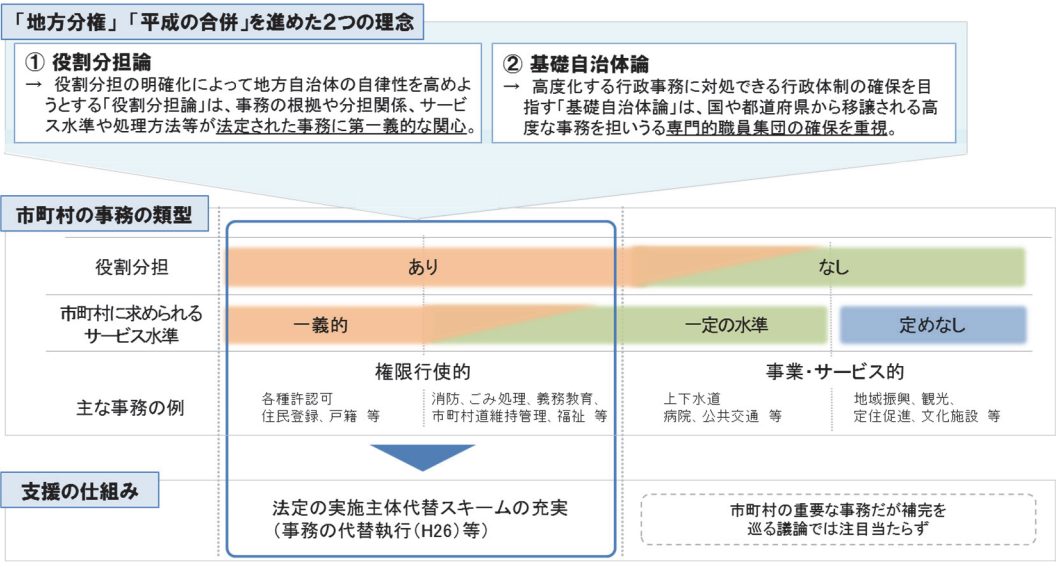 「地方分権」「平成の合併」を進めた2つの理念
① 役割分担論
→ 役割分担の明確化によって地方自治体の自律性を高めよ
うとする「役割分担論」は、事務の根拠や分担関係、サービ
ス水準や処理方法等が法定された事務に第一義的な関心。
② 基礎自治体論
→ 高度化する行政事務に対処できる行政体制の確保を目
指す「基礎自治体論」は、国や都道府県から移譲される高
度な事務を担いうる専門的職員集団の確保を重視。
市町村の事務の類型
役割分担
あり
なし
市町村に求められる
サービス水準
一義的
一定の水準
定めなし
主な事務の例
権限行使的
各種許認可
住民登録、戸籍 等
消防、ごみ処理、義務教育、
市町村道維持管理、福祉 等
事業・サービス的
上下水道
病院、公共交通 等
地域振興、観光、
定住促進、文化施設 等
支援の仕組み
法定の実施主体代替スキームの充実
（事務の代替執行（H26）等）
市町村の重要な事務だが補完を
巡る議論では注目当たらず